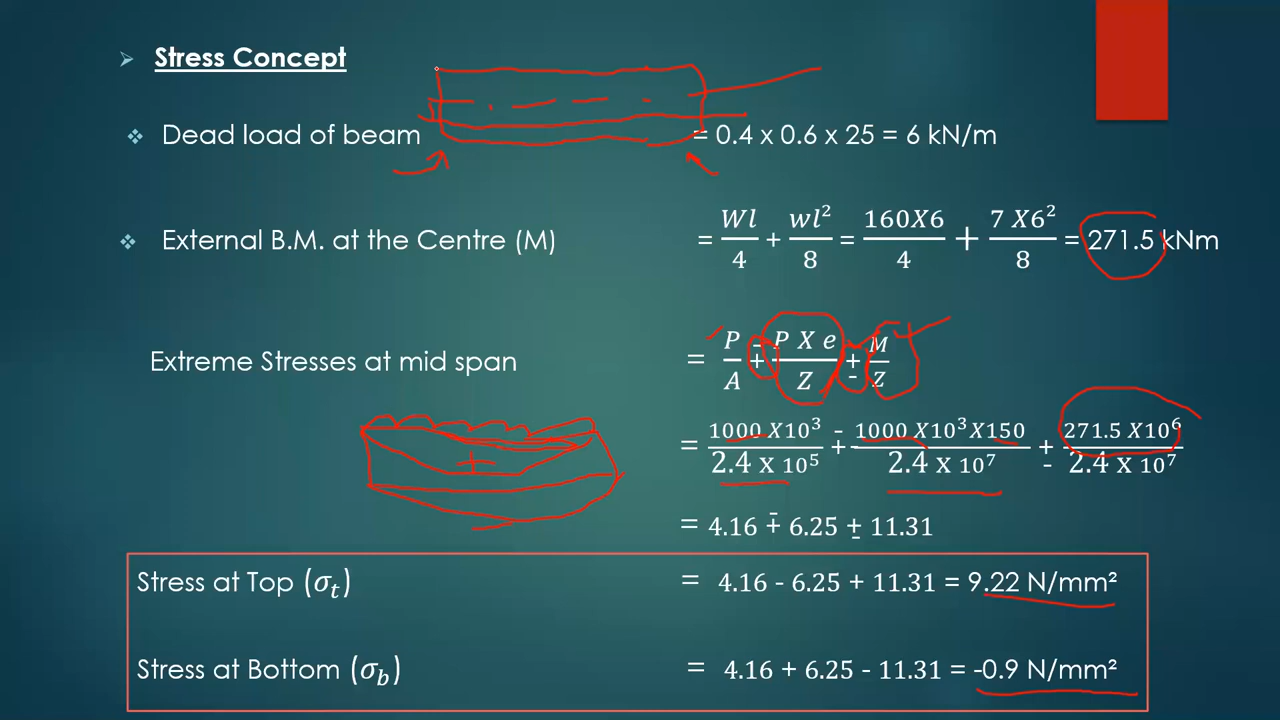 Stress Concept
Dead load of beam = 0.4 x 0.6 x 25 = 6 kN/m
External B.M. at the Centre (M) = Wl/4 + wl²/8 = 160X6/4 + 7 X6²/8 = 271.5 kNm
Extreme Stresses at mid span = P/A ∓ P X e/Z ± M/Z
= 1000 X10³/2.4 x 10⁵ ∓ 1000 X10³X150/2.4 x 10⁷ ± 271.5 X10⁶/2.4 x 10⁷
= 4.16 ∓ 6.25 ± 11.31
Stress at Top (σt) = 4.16 - 6.25 + 11.31 = 9.22 N/mm²
Stress at Bottom (σb) = 4.16 + 6.25 - 11.31 = -0.9 N/mm²